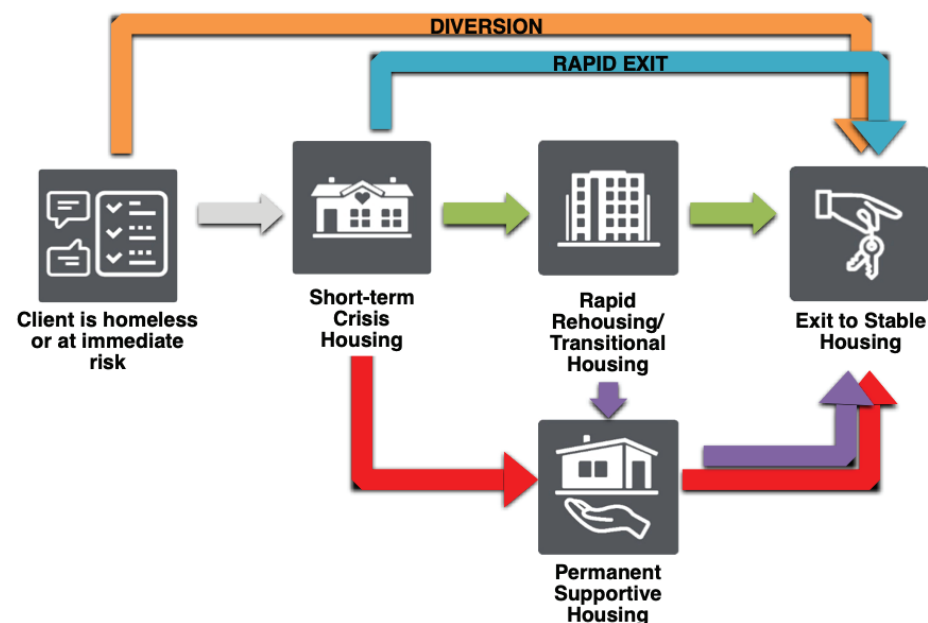 DIVERSION
RAPID EXIT
Client is homeless
or at immediate
risk
Short-term
Crisis
Housing
Rapid
Rehousing/
Transitional
Housing
Exit to Stable
Housing
Permanent
Supportive
Housing